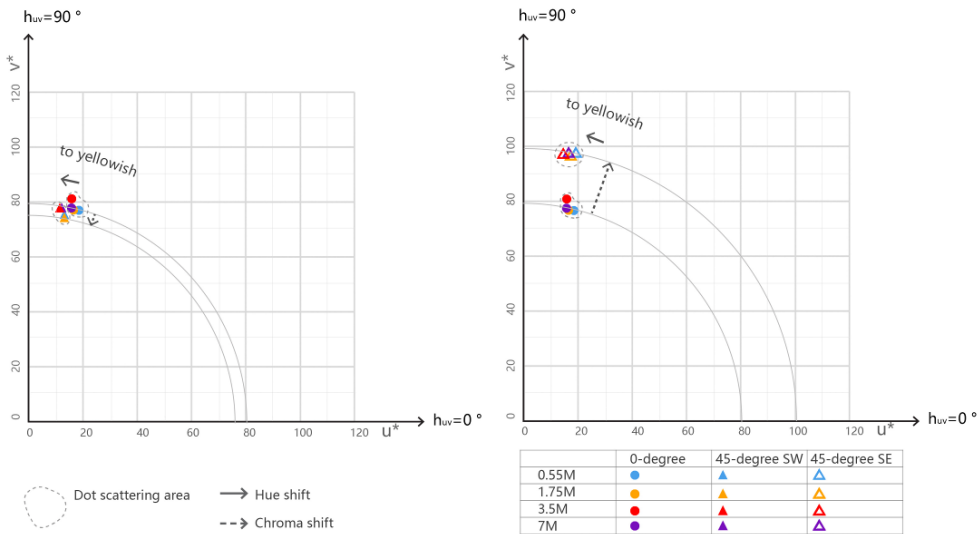 huv=90 °
v*
120
100
80
60
40
20
0
to yellowish
0
20
40
60
80
100
120
u*
huv=0 °
huv=90 °
v*
120
100
80
60
40
20
0
to yellowish
0
20
40
60
80
100
120
u*
huv=0 °
Dot scattering area
Hue shift
Chroma shift
0-degree 45-degree SW 45-degree SE
0.55M
1.75M
3.5M
7M